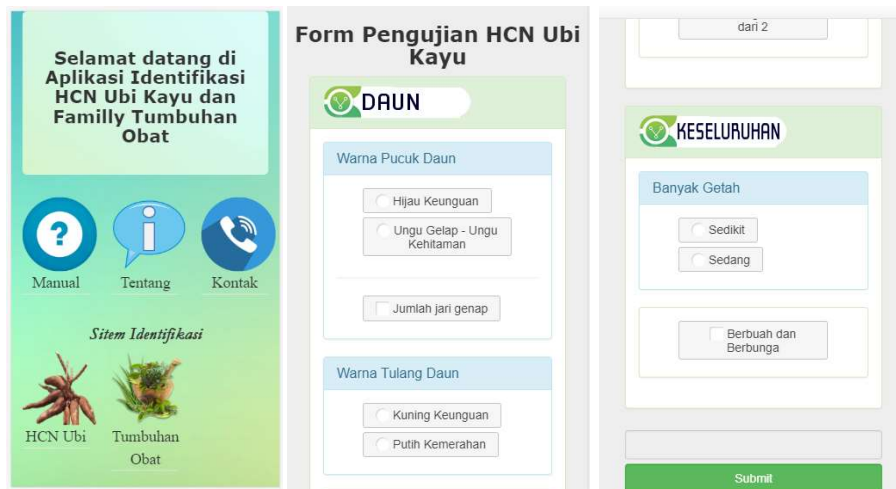 Selamat datang di
Aplikasi Identifikasi
HCN Ubi Kayu dan
Familly Tumbuhan
Obat
?
i
Manual
Tentang
Kontak
Sitem Identifikasi
HCN Ubi
Tumbuhan
Obat
Form Pengujian HCN Ubi
Kayu
DAUN
Warna Pucuk Daun
Hijau Keunguan
Ungu Gelap - Ungu
Kehitaman
Jumlah jari genap
Warna Tulang Daun
Kuning Keunguan
Putih Kemerahan
dari 2
KESELURUHAN
Banyak Getah
Sedikit
Sedang
Berbuah dan
Berbunga
Submit